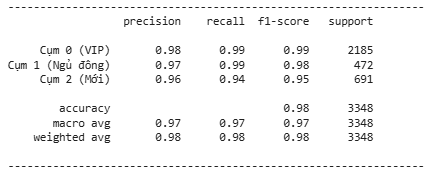 precision recall f1-score support
Cụm 0 (VIP) 0.98 0.99 0.99 2185
Cụm 1 (Ngủ đông) 0.97 0.99 0.98 472
Cụm 2 (Mới) 0.96 0.94 0.95 691
accuracy 0.98 3348
macro avg 0.97 0.97 0.97 3348
weighted avg 0.98 0.98 0.98 3348